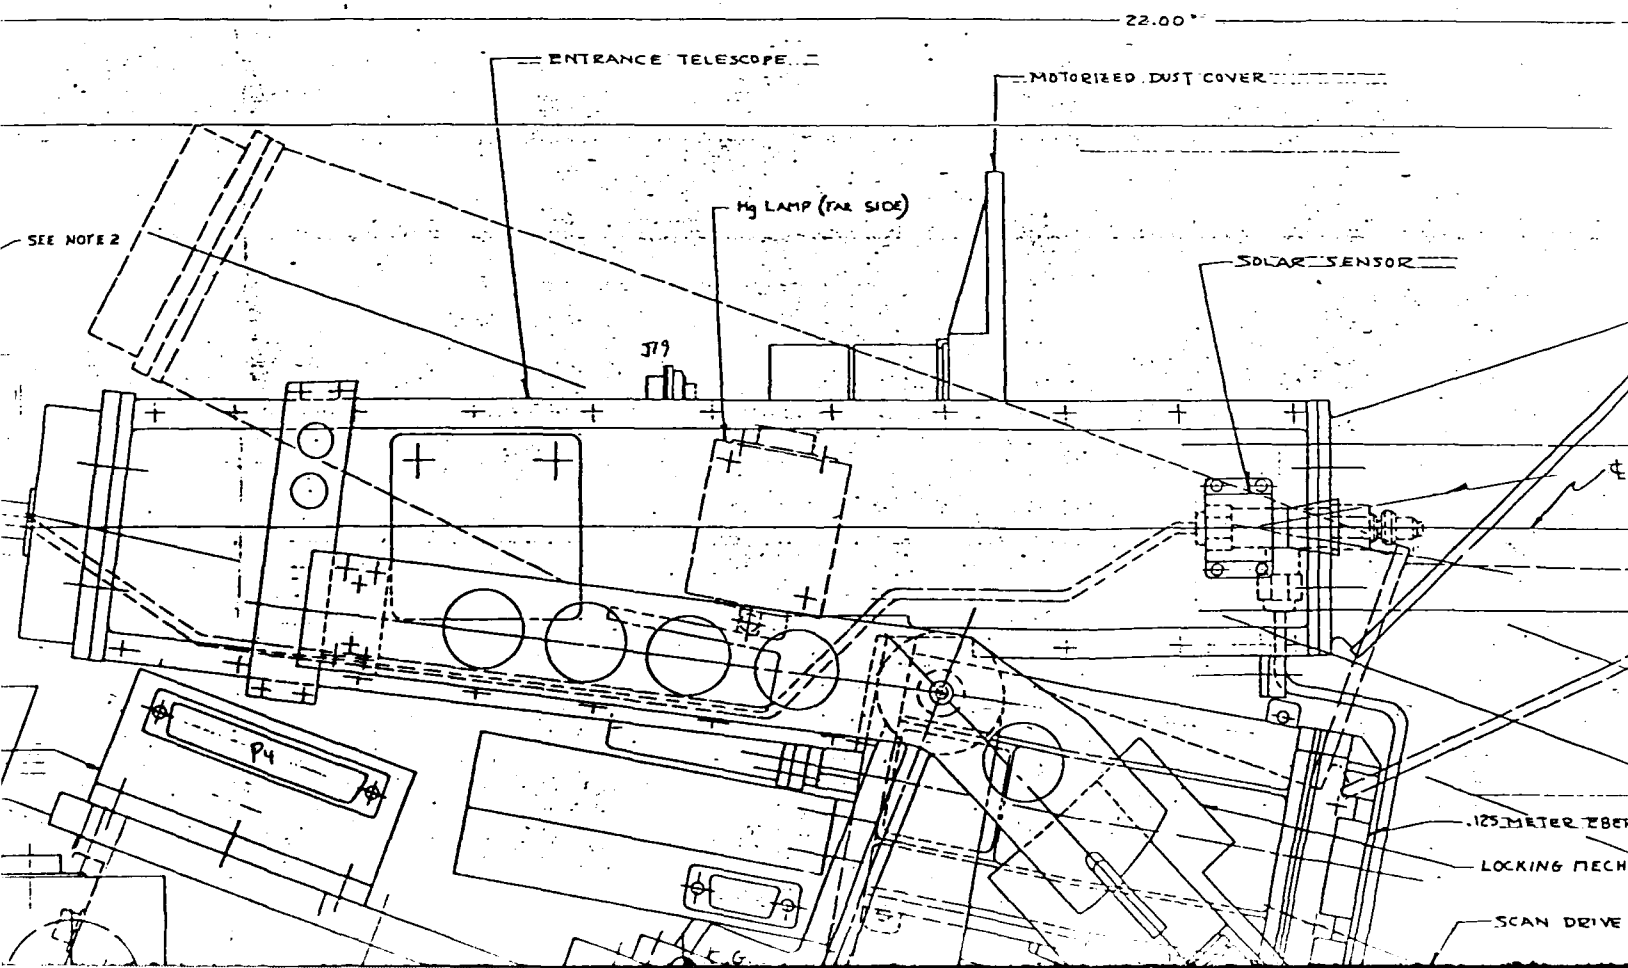 22.00"
ENTRANCE TELESCOPE
MOTORIZED DUST COVER
Hg LAMP (FAR SIDE)
SEE NOTE 2
SOLAR SENSOR
J19
℄
P4
.125 METER EBER
LOCKING MECH
SCAN DRIVE